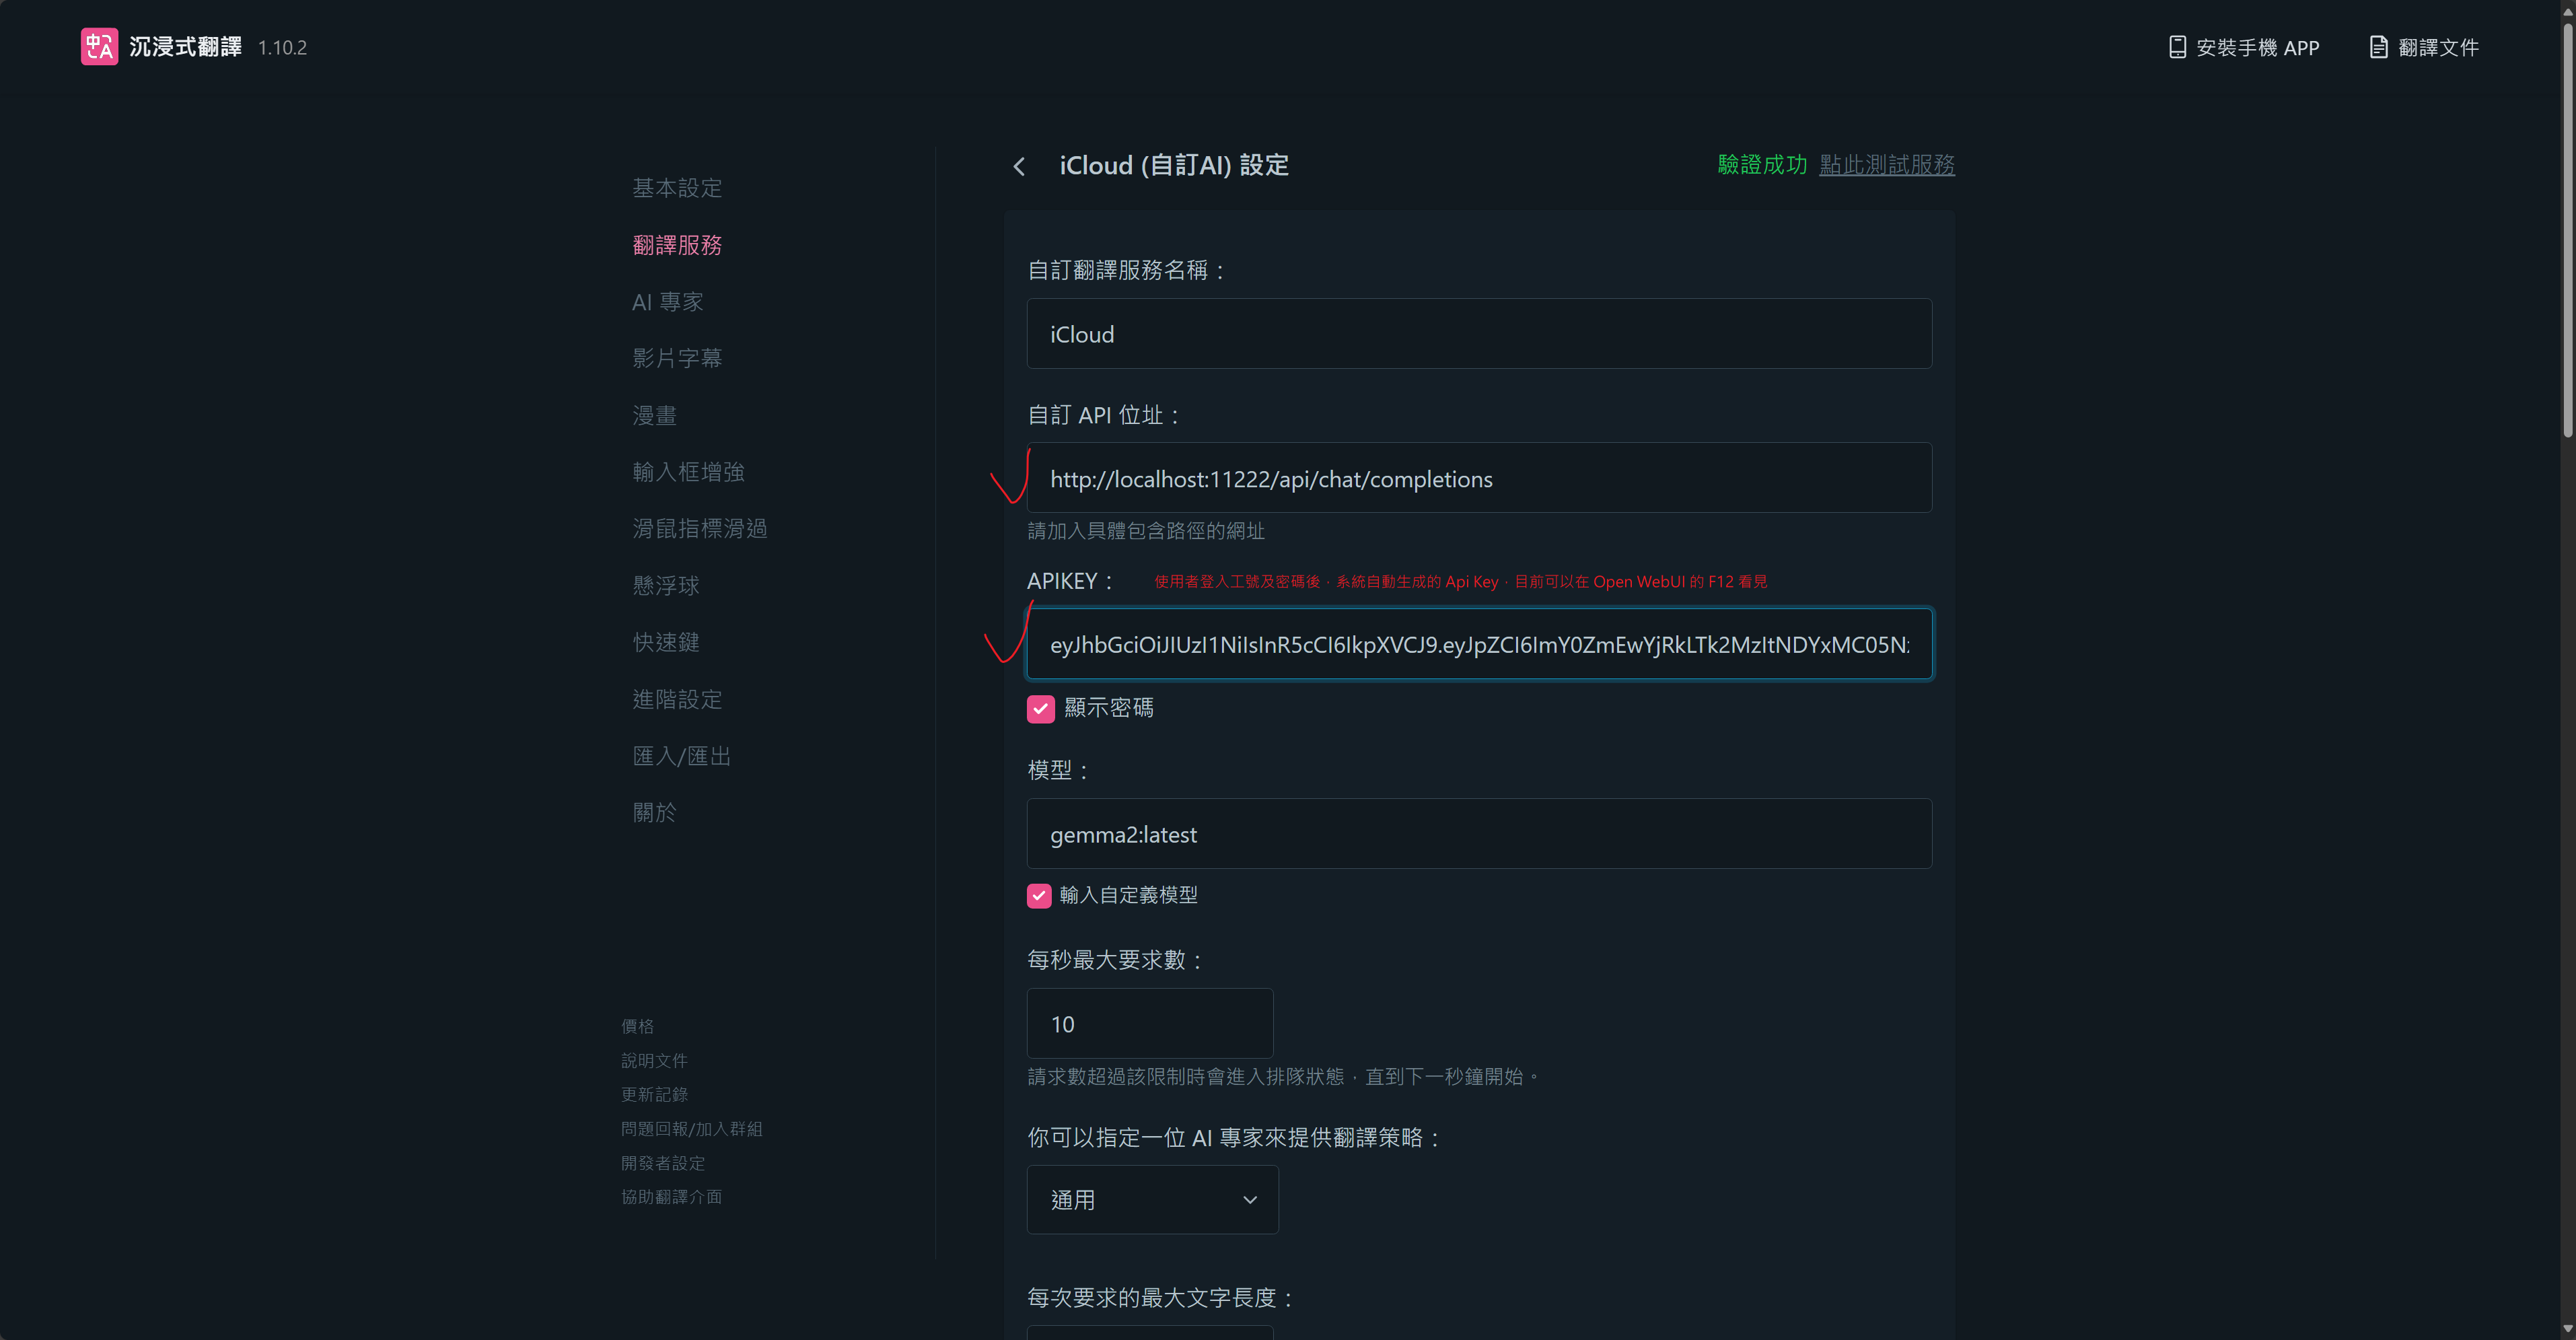 沉浸式翻譯 1.10.2
安裝手機 APP
翻譯文件
基本設定
翻譯服務
AI 專家
影片字幕
漫畫
輸入框增強
滑鼠指標滑過
懸浮球
快速鍵
進階設定
匯入/匯出
關於
價格
說明文件
更新記錄
問題回報/加入群組
開發者設定
協助翻譯介面
iCloud (自訂AI) 設定
驗證成功 點此測試服務
自訂翻譯服務名稱：
iCloud
自訂 API 位址：
http://localhost:11222/api/chat/completions
請加入具體包含路徑的網址
APIKEY： 使用者登入工號及密碼後，系統自動生成的 Api Key，目前可以在 Open WebUI 的 F12 看見
eyJhbGciOiJIUzI1NiIsInR5cCI6IkpXVCJ9.eyJpZCI6ImY0ZmEwYjRkLTk2MzItNDYxMC05N
顯示密碼
模型：
gemma2:latest
輸入自定義模型
每秒最大要求數：
10
請求數超過該限制時會進入排隊狀態，直到下一秒鐘開始。
你可以指定一位 AI 專家來提供翻譯策略：
通用
每次要求的最大文字長度：